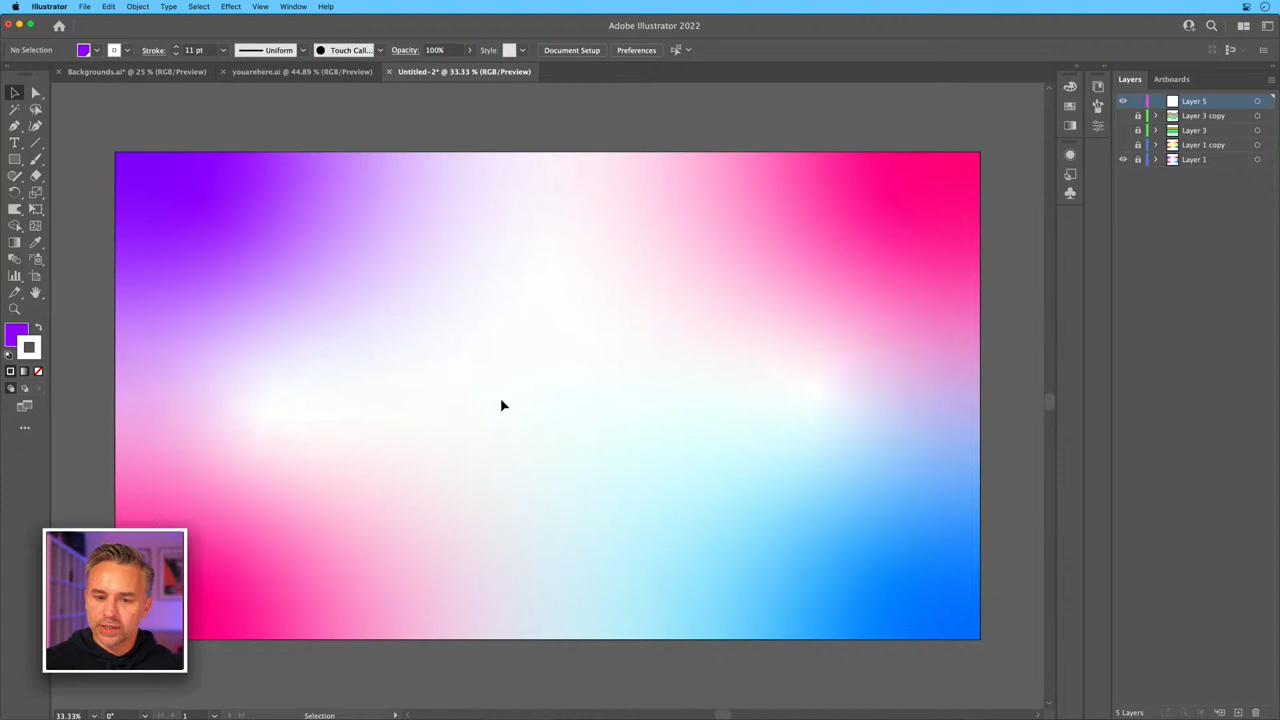 Illustrator File Edit Object Type Select Effect View Window Help
Adobe Illustrator 2022
No Selection Stroke: 11 pt Uniform Touch Call... Opacity: 100% Style: Document Setup Preferences
Backgrounds.ai* @ 25 % (RGB/Preview) youarehere.ai @ 44.89 % (RGB/Preview) Untitled-2* @ 33.33 % (RGB/Preview)
Layers Artboards
Layer 5
Layer 3 copy
Layer 3
Layer 1 copy
Layer 1
33.33% 0° 1 Selection
5 Layers